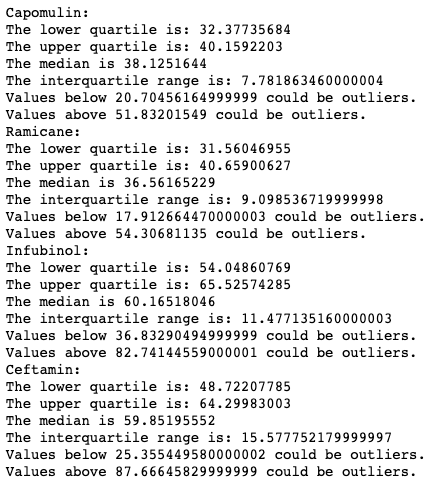 Capomulin:
The lower quartile is: 32.37735684
The upper quartile is: 40.1592203
The median is 38.1251644
The interquartile range is: 7.781863460000004
Values below 20.70456164999999 could be outliers.
Values above 51.83201549 could be outliers.
Ramicane:
The lower quartile is: 31.56046955
The upper quartile is: 40.65900627
The median is 36.56165229
The interquartile range is: 9.098536719999998
Values below 17.912664470000003 could be outliers.
Values above 54.30681135 could be outliers.
Infubinol:
The lower quartile is: 54.04860769
The upper quartile is: 65.52574285
The median is 60.16518046
The interquartile range is: 11.477135160000003
Values below 36.83290494999999 could be outliers.
Values above 82.74144559000001 could be outliers.
Ceftamin:
The lower quartile is: 48.72207785
The upper quartile is: 64.29983003
The median is 59.85195552
The interquartile range is: 15.577752179999997
Values below 25.355449580000002 could be outliers.
Values above 87.66645829999999 could be outliers.